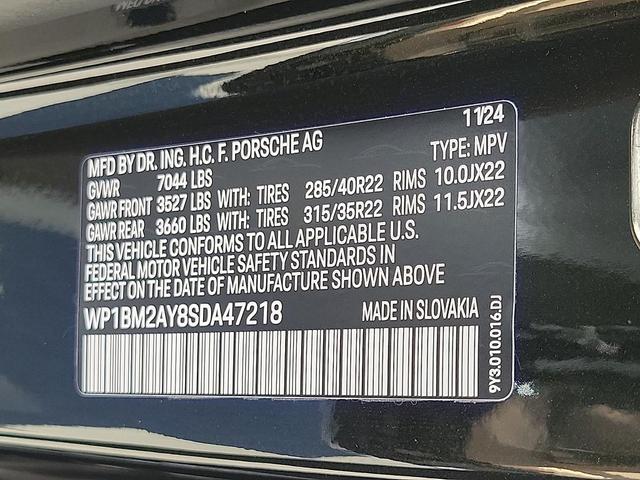 MFD BY DR. ING. H.C. F. PORSCHE AG 11/24
GVWR 7044 LBS TYPE: MPV
GAWR FRONT 3527 LBS WITH: TIRES 285/40R22 RIMS 10.0JX22
GAWR REAR 3660 LBS WITH: TIRES 315/35R22 RIMS 11.5JX22
THIS VEHICLE CONFORMS TO ALL APPLICABLE U.S.
FEDERAL MOTOR VEHICLE SAFETY STANDARDS IN
EFFECT ON THE DATE OF MANUFACTURE SHOWN ABOVE
WP1BM2AY8SDA47218 MADE IN SLOVAKIA
9Y3.010.016.DJ